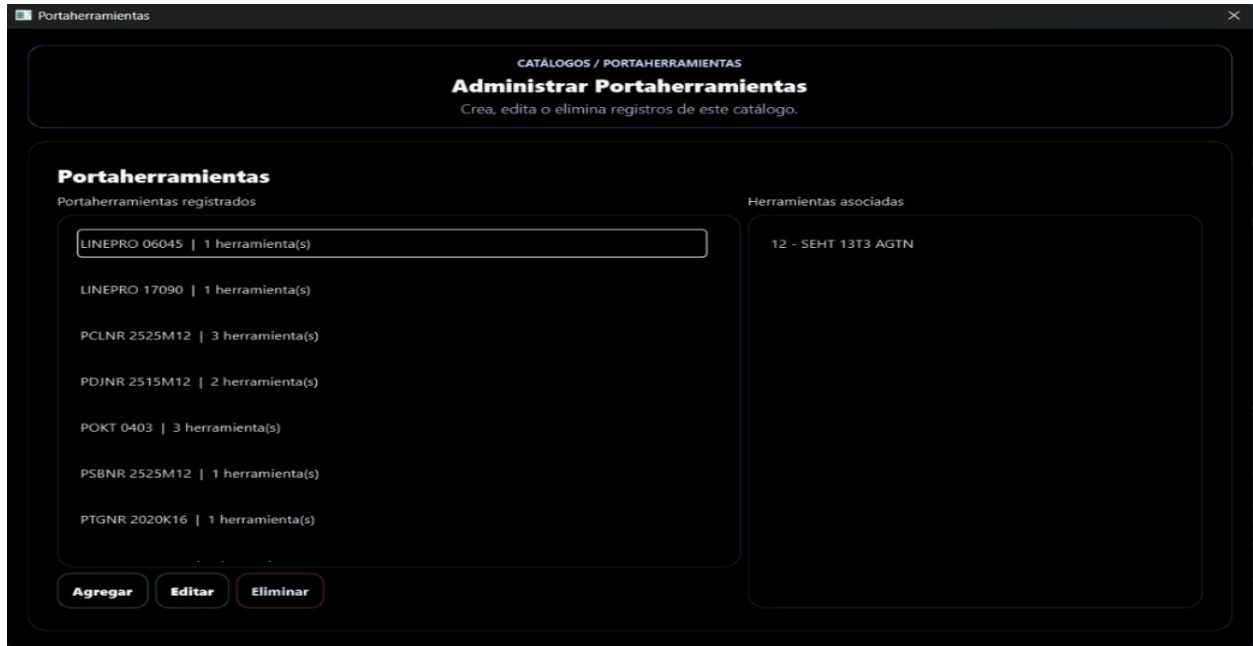 Portaherramientas
CATÁLOGOS / PORTAHERRAMIENTAS
Administrar Portaherramientas
Crea, edita o elimina registros de este catálogo.
Portaherramientas
Portaherramientas registrados
LINEPRO 06045 | 1 herramienta(s)
LINEPRO 17090 | 1 herramienta(s)
PCLNR 2525M12 | 3 herramienta(s)
PDJNR 2515M12 | 2 herramienta(s)
POKT 0403 | 3 herramienta(s)
PSBNR 2525M12 | 1 herramienta(s)
PTGNR 2020K16 | 1 herramienta(s)
Agregar
Editar
Eliminar
Herramientas asociadas
12 - SEHT 13T3 AGTN